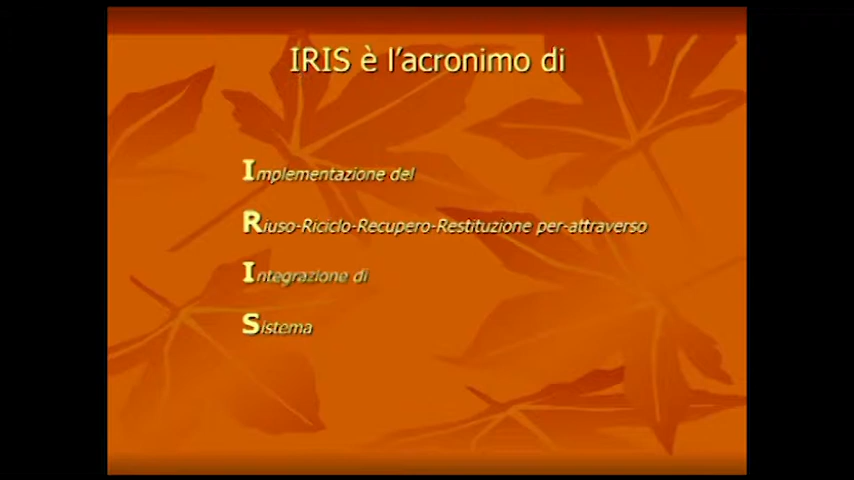 IRIS è l'acronimo di
Implementazione del
Riuso-Riciclo-Recupero-Restituzione per-attraverso
Integrazione di
Sistema